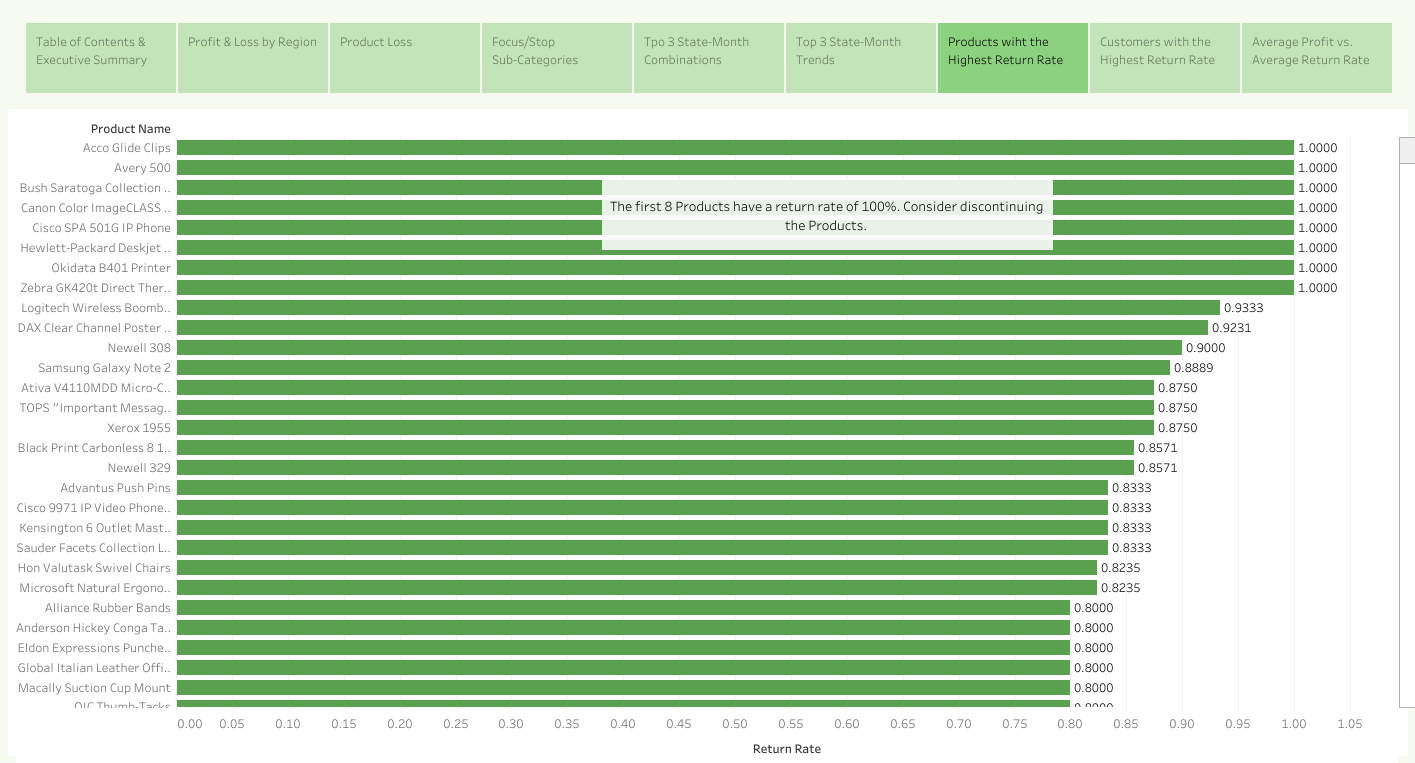 Table of Contents &
Executive Summary
Profit & Loss by Region
Product Loss
Focus/Stop
Sub-Categories
Tpo 3 State-Month
Combinations
Top 3 State-Month
Trends
Products wiht the
Highest Return Rate
Customers with the
Highest Return Rate
Average Profit vs.
Average Return Rate
Product Name
Acco Glide Clips 1.0000
Avery 500 1.0000
Bush Saratoga Collection .. 1.0000
Canon Color ImageCLASS .. 1.0000
Cisco SPA 501G IP Phone 1.0000
Hewlett-Packard Deskjet .. 1.0000
Okidata B401 Printer 1.0000
Zebra GK420t Direct Ther.. 1.0000
The first 8 Products have a return rate of 100%. Consider discontinuing
the Products.
Logitech Wireless Boomb.. 0.9333
DAX Clear Channel Poster .. 0.9231
Newell 308 0.9000
Samsung Galaxy Note 2 0.8889
Ativa V4110MDD Micro-C.. 0.8750
TOPS "Important Messag.. 0.8750
Xerox 1955 0.8750
Black Print Carbonless 8 1.. 0.8571
Newell 329 0.8571
Advantus Push Pins 0.8333
Cisco 9971 IP Video Phone.. 0.8333
Kensington 6 Outlet Mast.. 0.8333
Sauder Facets Collection L.. 0.8333
Hon Valutask Swivel Chairs 0.8235
Microsoft Natural Ergono.. 0.8235
Alliance Rubber Bands 0.8000
Anderson Hickey Conga Ta.. 0.8000
Eldon Expressions Punche.. 0.8000
Global Italian Leather Offi.. 0.8000
Macally Suction Cup Mount 0.8000
OIC Thumb-Tacks 0.8000
0.00 0.05 0.10 0.15 0.20 0.25 0.30 0.35 0.40 0.45 0.50 0.55 0.60 0.65 0.70 0.75 0.80 0.85 0.90 0.95 1.00 1.05
Return Rate